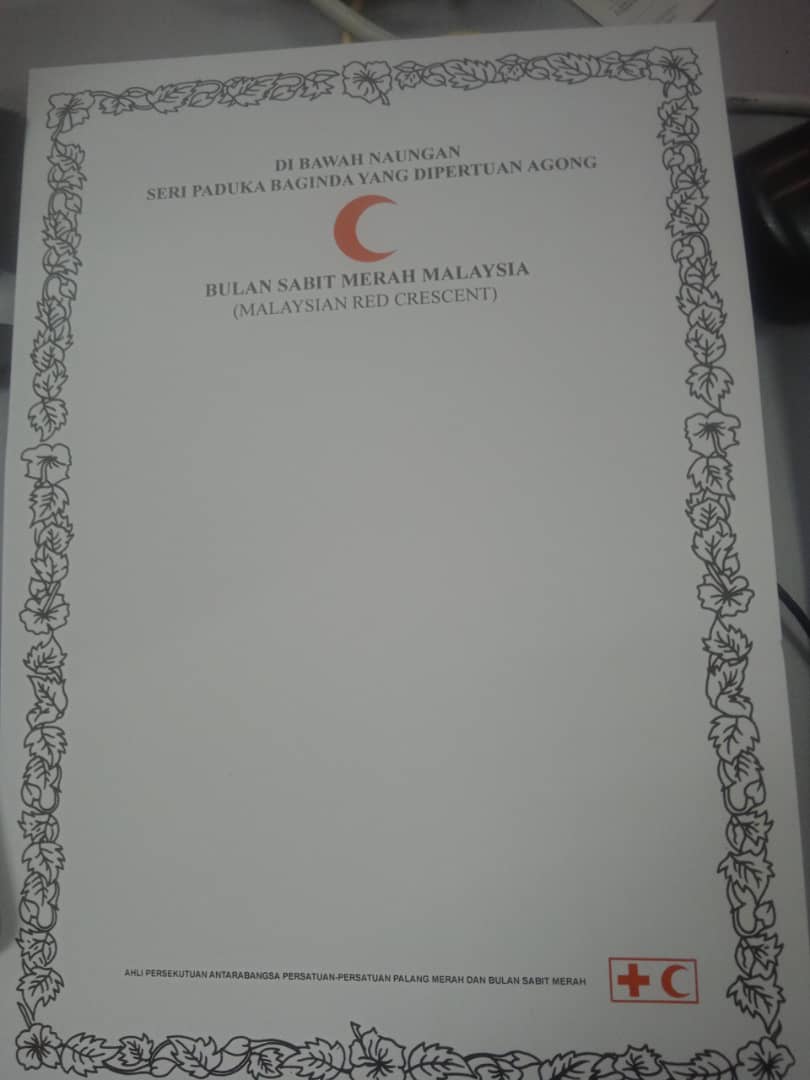 DI BAWAH NAUNGAN
SERI PADUKA BAGINDA YANG DIPERTUAN AGONG
BULAN SABIT MERAH MALAYSIA
(MALAYSIAN RED CRESCENT)
AHLI PERSEKUTUAN ANTARABANGSA PERSATUAN-PERSATUAN PALANG MERAH DAN BULAN SABIT MERAH